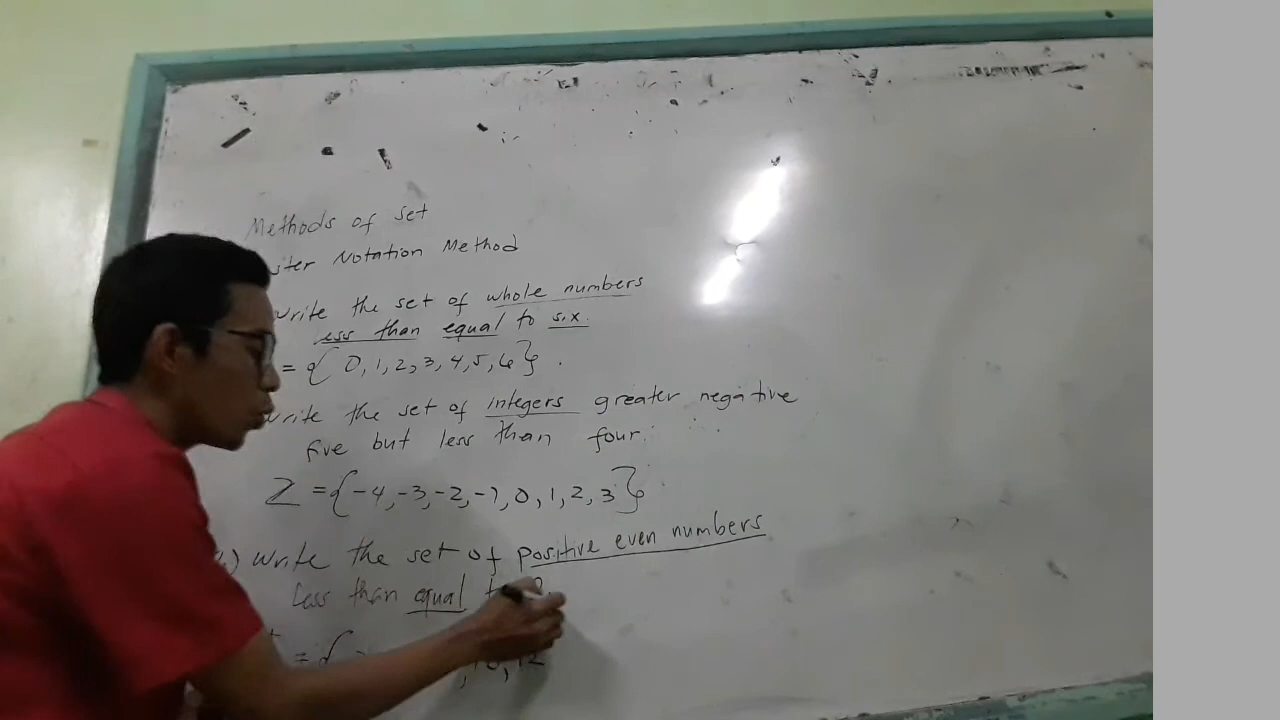 Methods of set
Notation Method
write the set of whole numbers
less than equal to six.
= { 0, 1, 2, 3, 4, 5, 6 } .
write the set of integers greater negative
five but less than four.
Z = { -4, -3, -2, -1, 0, 1, 2, 3 }
) write the set of positive even numbers
less than equal
= { , 10, 12